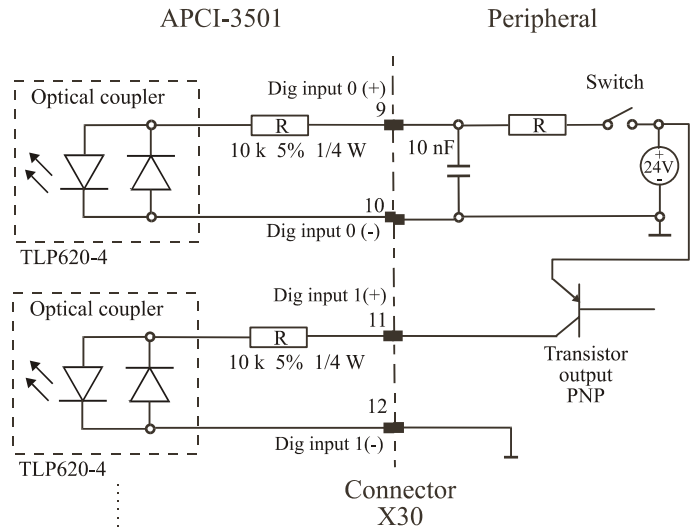 APCI-3501
Peripheral
Optical coupler
Dig input 0 (+)
9
Switch
R
R
10 k 5% 1/4 W
10 nF
+
24V
-
10
Dig input 0 (-)
TLP620-4
Optical coupler
Dig input 1(+)
11
R
10 k 5% 1/4 W
Transistor
output
PNP
12
Dig input 1(-)
TLP620-4
Connector
X30